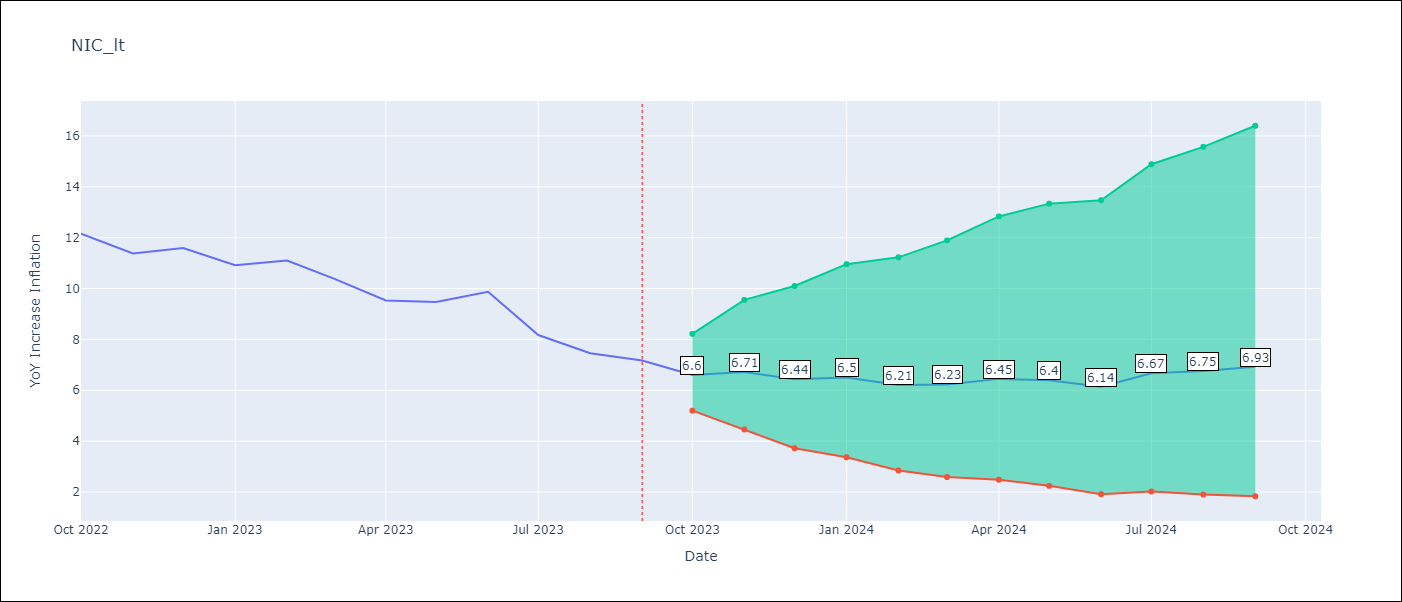 NIC_lt
YoY Increase Inflation
16
14
12
10
8
6
4
2
6.6
6.71
6.44
6.5
6.21
6.23
6.45
6.4
6.14
6.67
6.75
6.93
Oct 2022
Jan 2023
Apr 2023
Jul 2023
Oct 2023
Jan 2024
Apr 2024
Jul 2024
Oct 2024
Date